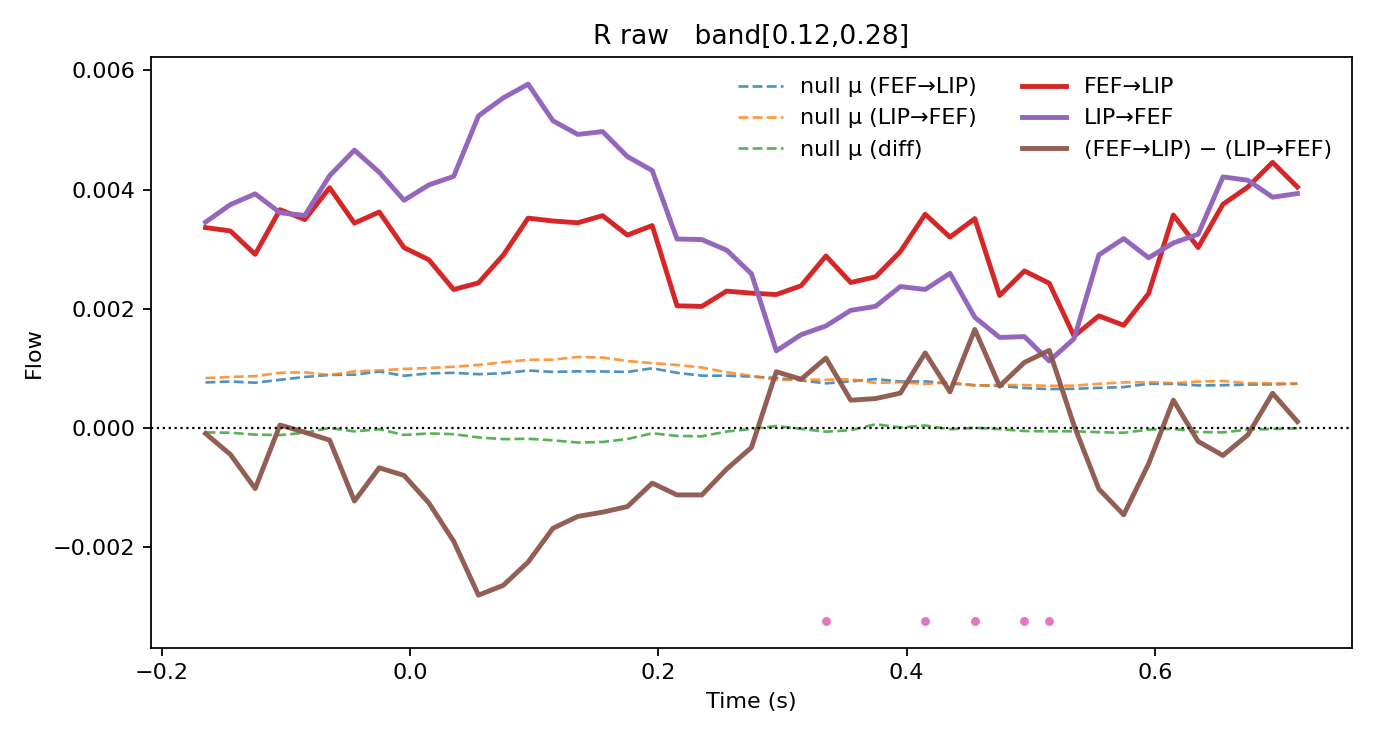 R raw   band[0.12,0.28]
0.006
0.004
0.002
0.000
−0.002
Flow
null μ (FEF→LIP)
null μ (LIP→FEF)
null μ (diff)
FEF→LIP
LIP→FEF
(FEF→LIP) − (LIP→FEF)
−0.2
0.0
0.2
0.4
0.6
Time (s)